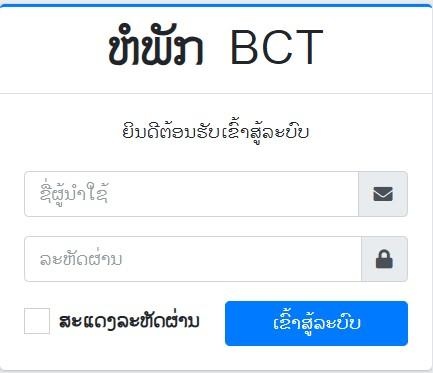 ຫໍພັກ BCT
ຍິນດີຕ້ອນຮັບເຂົ້າສູ້ລະບົບ
ຊື່ຜູ້ນຳໃຊ້
ລະຫັດຜ່ານ
ສະແດງລະຫັດຜ່ານ
ເຂົ້າສູ້ລະບົບ